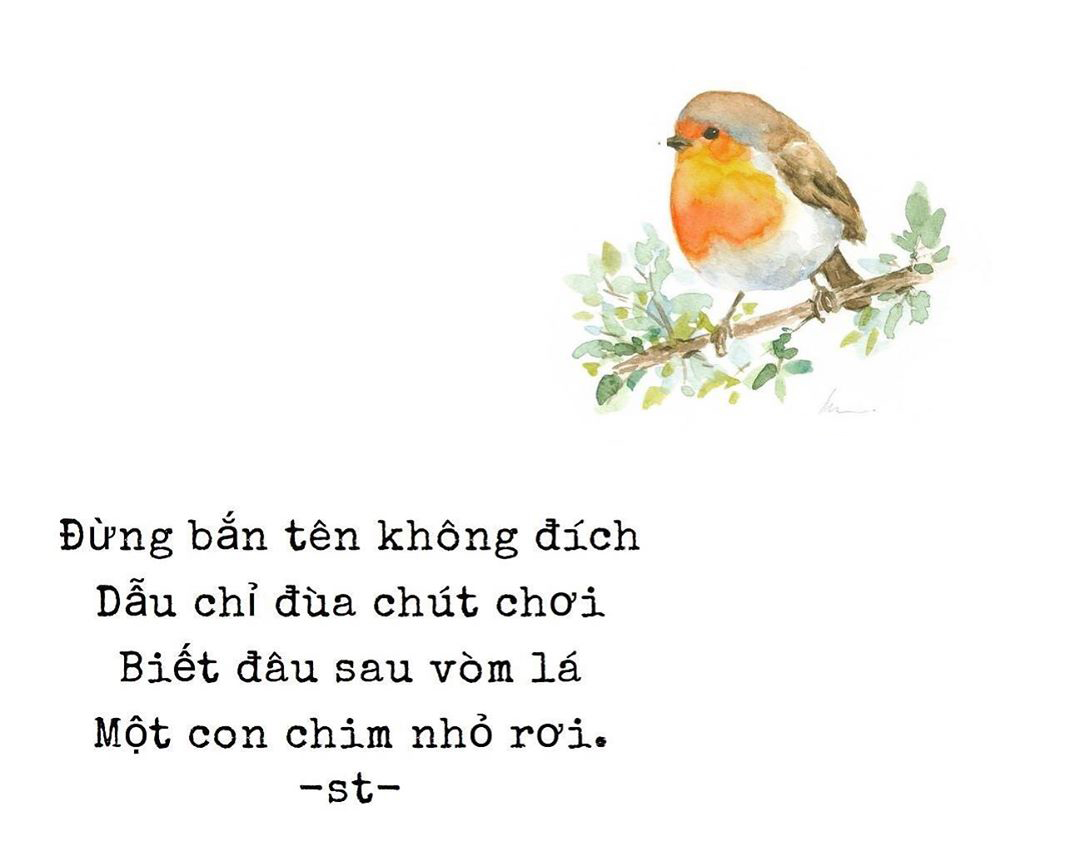 Đừng bắn tên không đích
Dẫu chỉ đùa chút chơi
Biết đâu sau vòm lá
Một con chim nhỏ rơi.
-st-